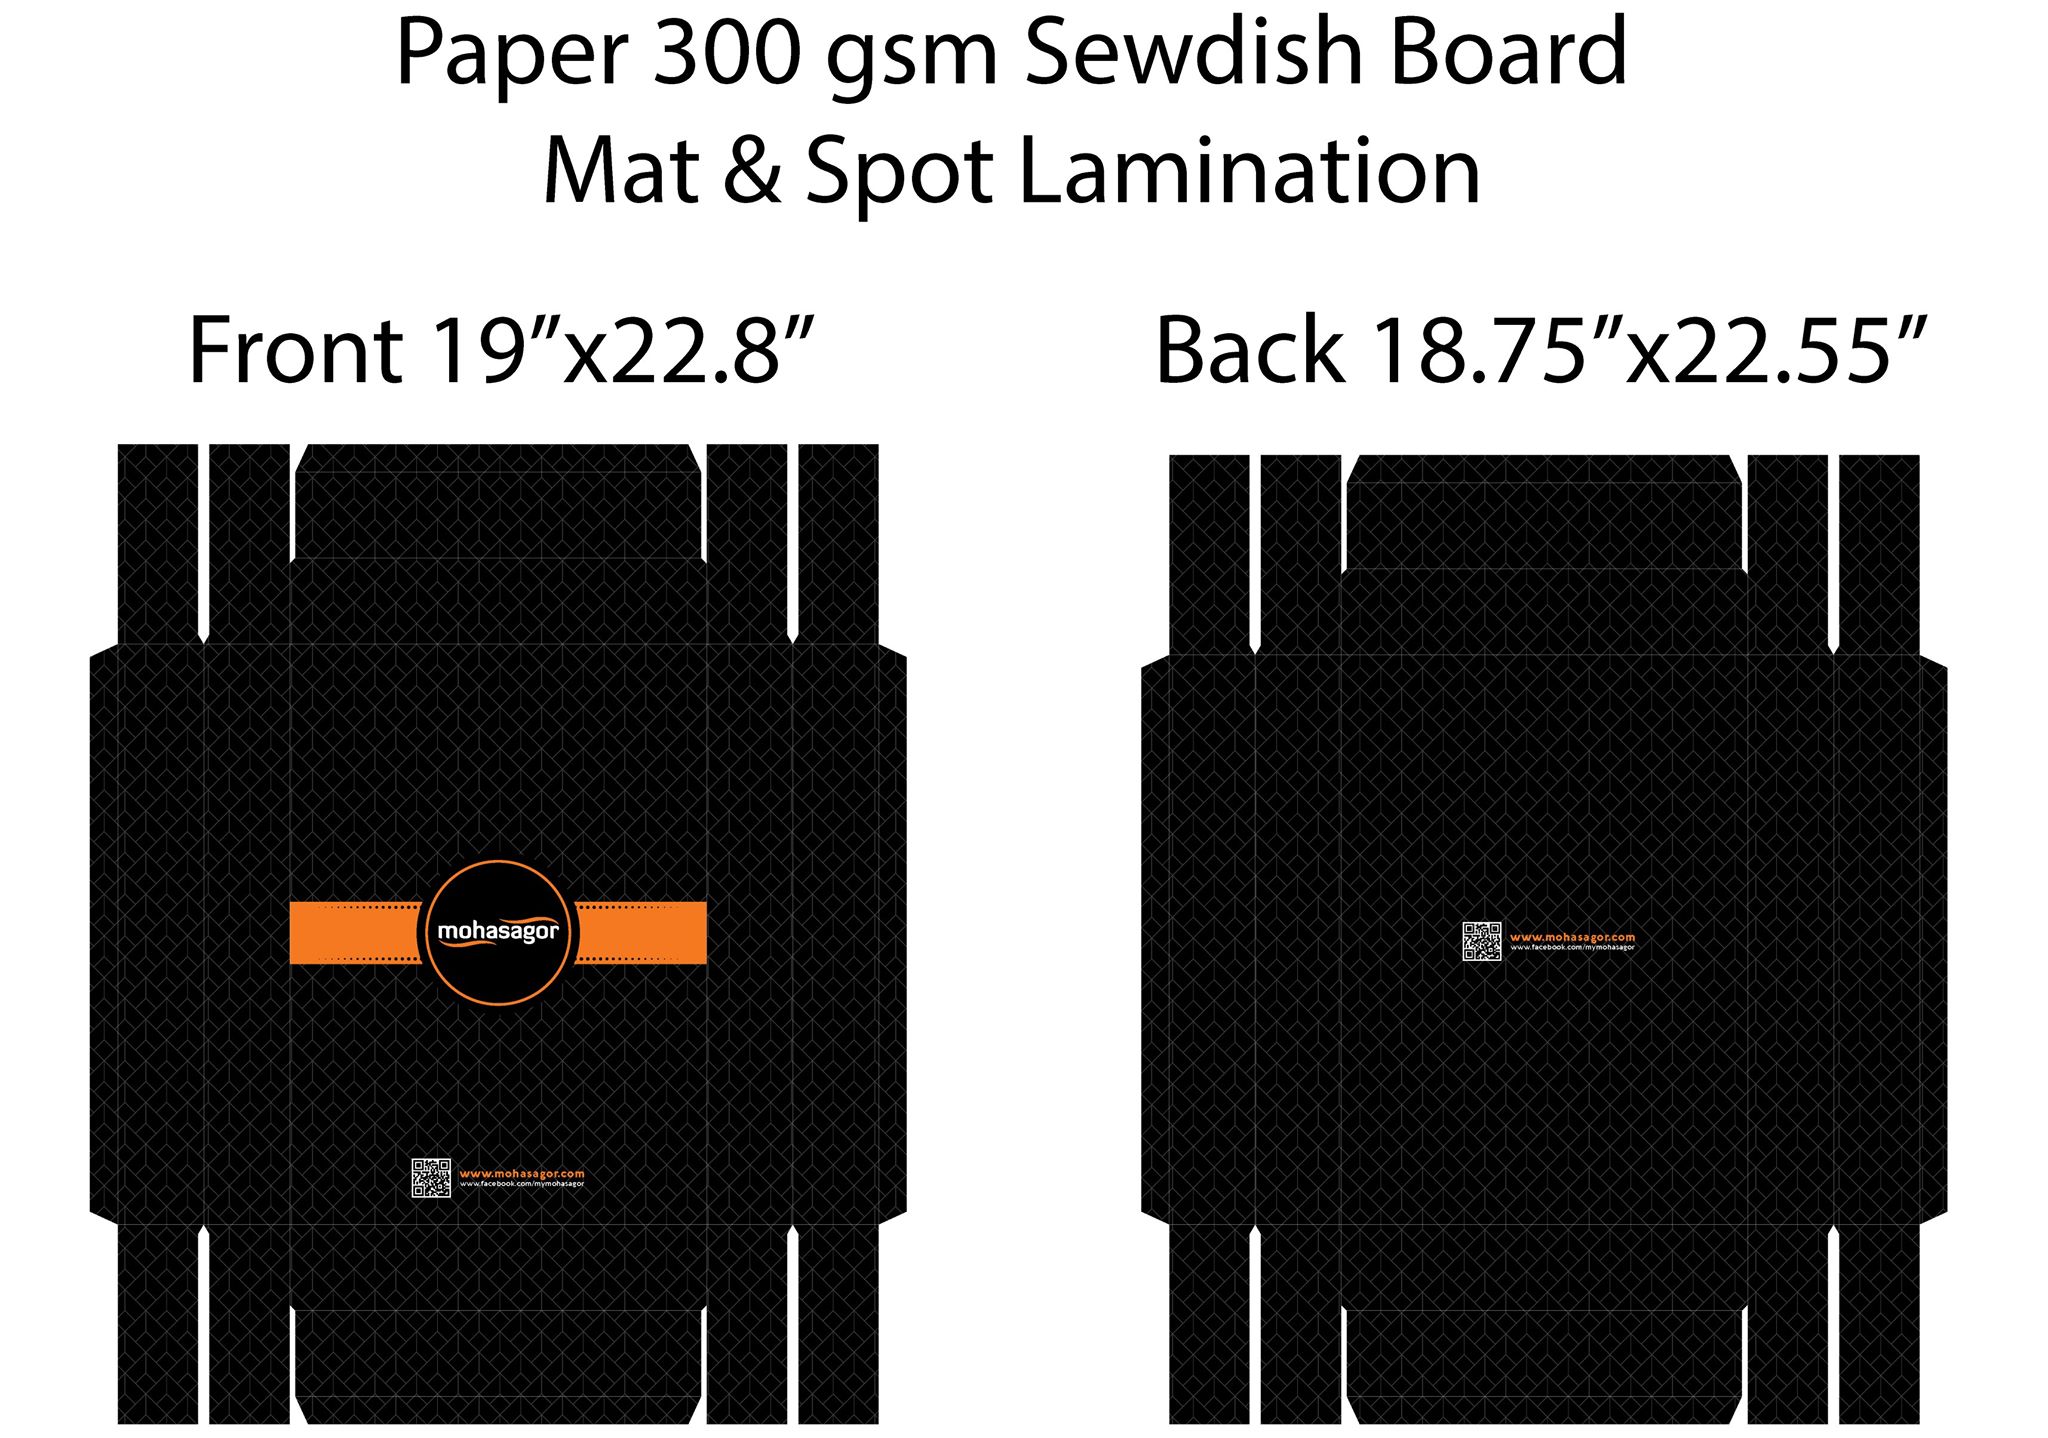 Paper 300 gsm Sewdish Board
Mat & Spot Lamination
Front 19”x22.8”
Back 18.75”x22.55”
mohasagor
www.mohasagor.com
www.facebook.com/mymohasagor
www.mohasagor.com
www.facebook.com/mymohasagor